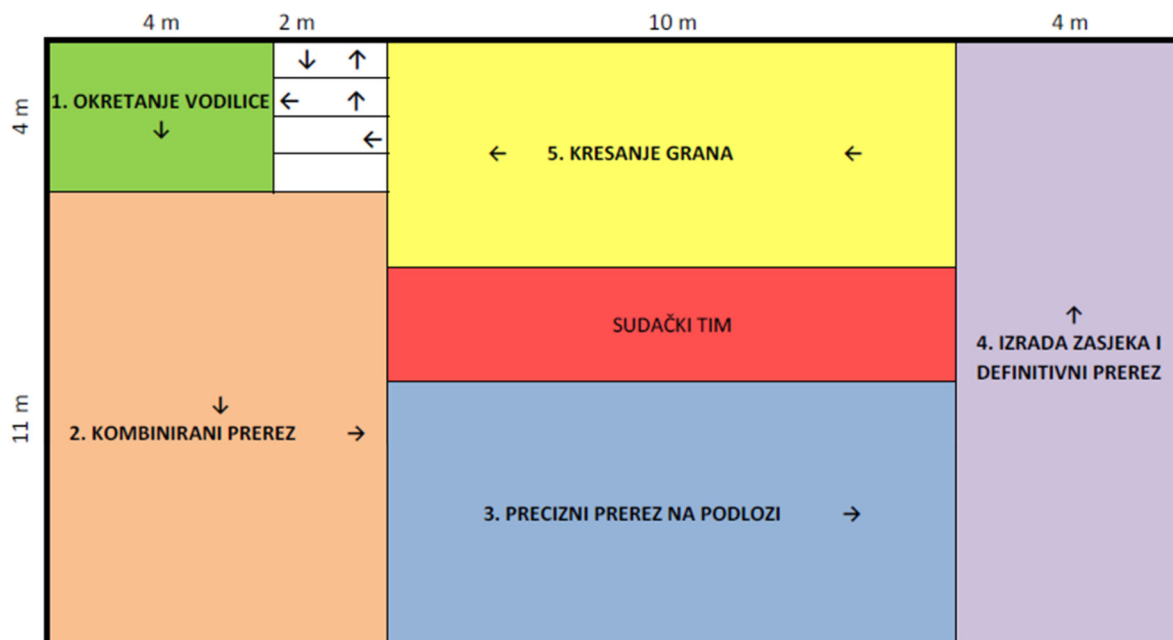 4 m 2 m 10 m 4 m
4 m
1. OKRETANJE VODILICE
↓
↓ ↑
← ↑
←
← 5. KRESANJE GRANA ←
SUDAČKI TIM
↑
4. IZRADA ZASJEKA I
DEFINITIVNI PREREZ
11 m
↓
2. KOMBINIRANI PREREZ →
3. PRECIZNI PREREZ NA PODLOZI →